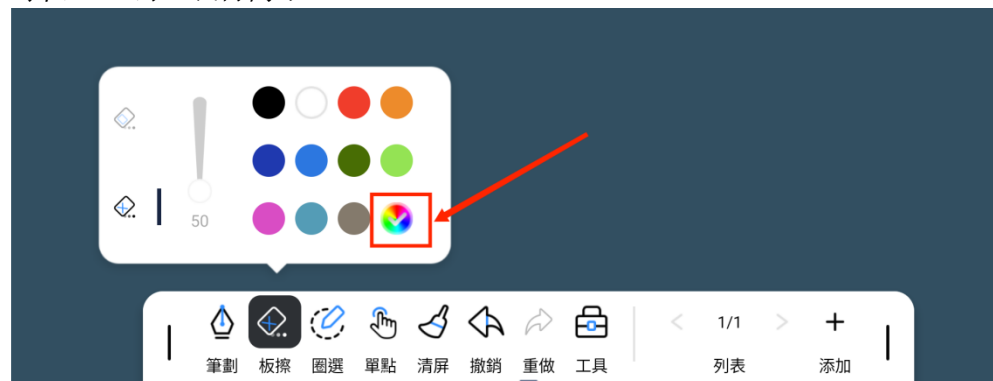 50
筆劃 板擦 圈選 單點 清屏 撤銷 重做 工具 < 1/1 > 列表 + 添加